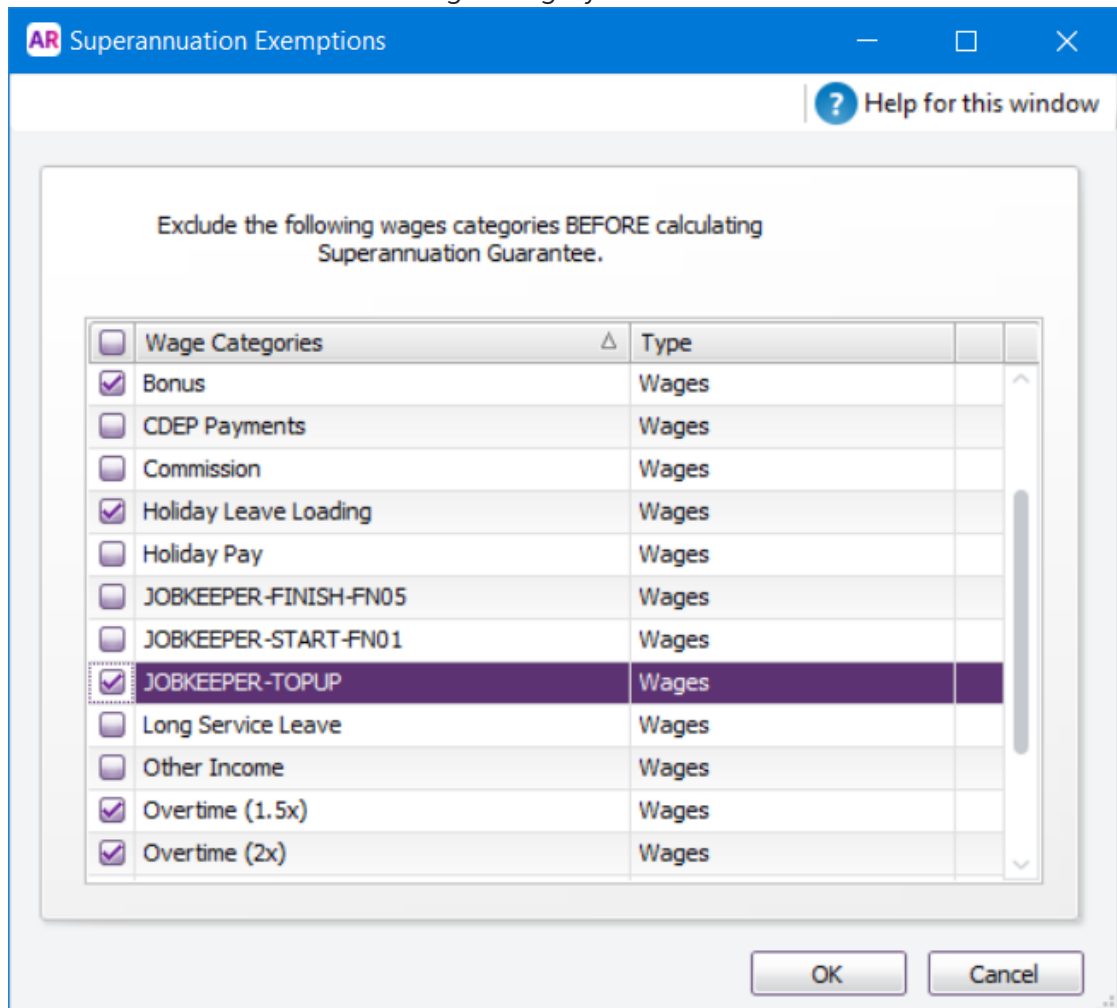 AR Superannuation Exemptions
? Help for this window
Exclude the following wages categories BEFORE calculating
Superannuation Guarantee.
Wage Categories Type
Bonus Wages
CDEP Payments Wages
Commission Wages
Holiday Leave Loading Wages
Holiday Pay Wages
JOBKEEPER-FINISH-FN05 Wages
JOBKEEPER-START-FN01 Wages
JOBKEEPER-TOPUP Wages
Long Service Leave Wages
Other Income Wages
Overtime (1.5x) Wages
Overtime (2x) Wages
OK Cancel